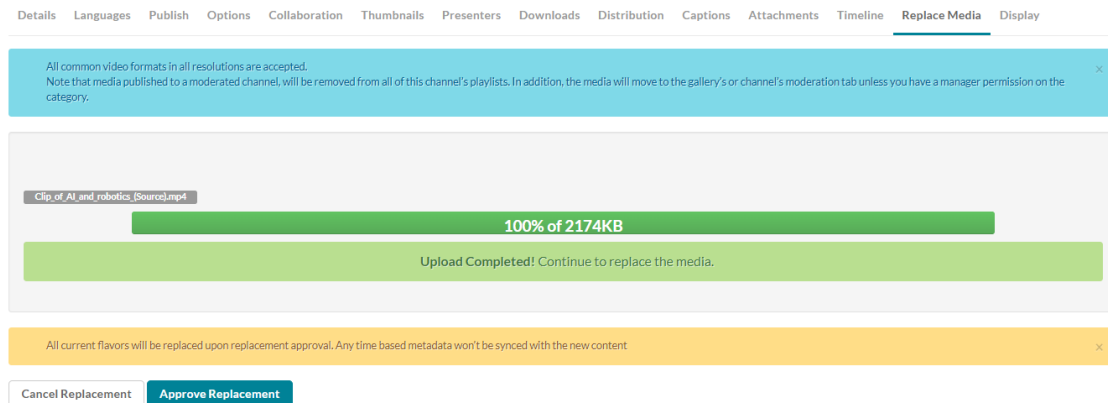 Details Languages Publish Options Collaboration Thumbnails Presenters Downloads Distribution Captions Attachments Timeline Replace Media Display
All common video formats in all resolutions are accepted.
Note that media published to a moderated channel, will be removed from all of this channel's playlists. In addition, the media will move to the gallery's or channel's moderation tab unless you have a manager permission on the
category.
Clip_of_AI_and_robotics_(Source).mp4
100% of 2174KB
Upload Completed! Continue to replace the media.
All current flavors will be replaced upon replacement approval. Any time based metadata won't be synced with the new content
Cancel Replacement Approve Replacement